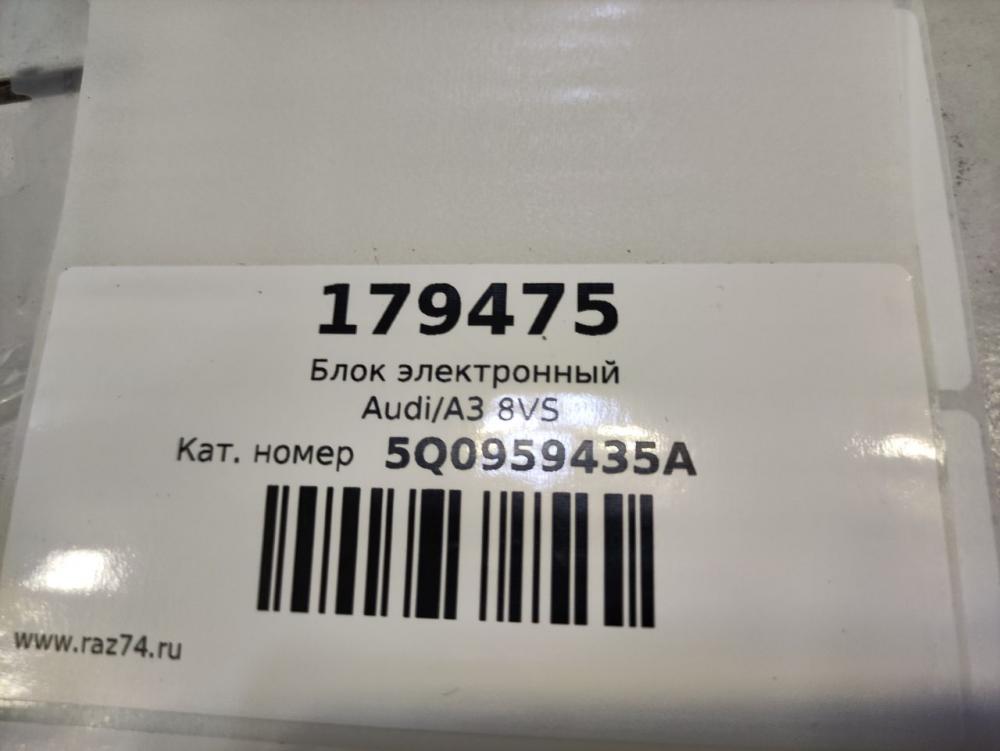 179475
Блок электронный
Audi/A3 8VS
Кат. номер 5Q0959435A
www.raz74.ru